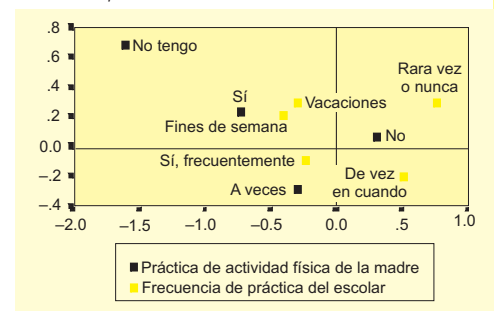 .8
No tengo
.6
Rara vez
o nunca
.4
Sí
Vacaciones
.2
Fines de semana
No
0.0
Sí, frecuentemente
De vez
en cuando
–.2
A veces
–.4
–2.0 –1.5 –1.0 –0.5 0.0 .5 1.0
Práctica de actividad física de la madre
Frecuencia de práctica del escolar